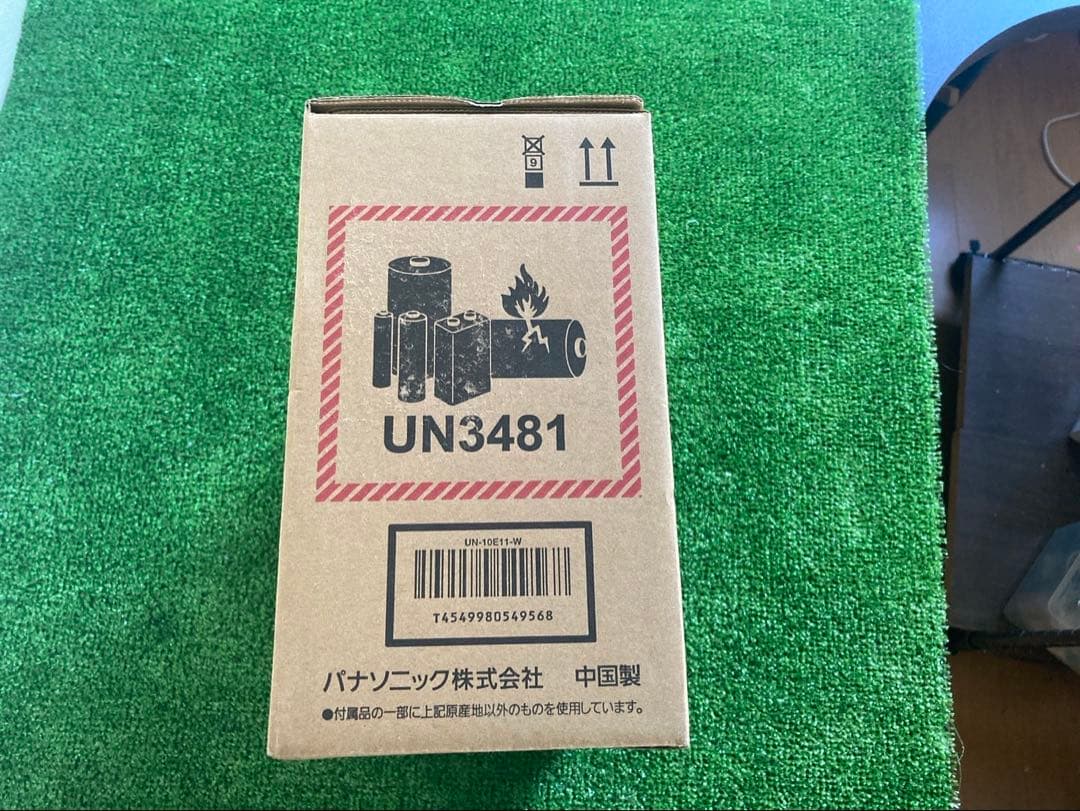 9
UN3481
UN-10E11-W
T4549980549568
パナソニック株式会社 中国製
●付属品の一部に上記原産地以外のものを使用しています。